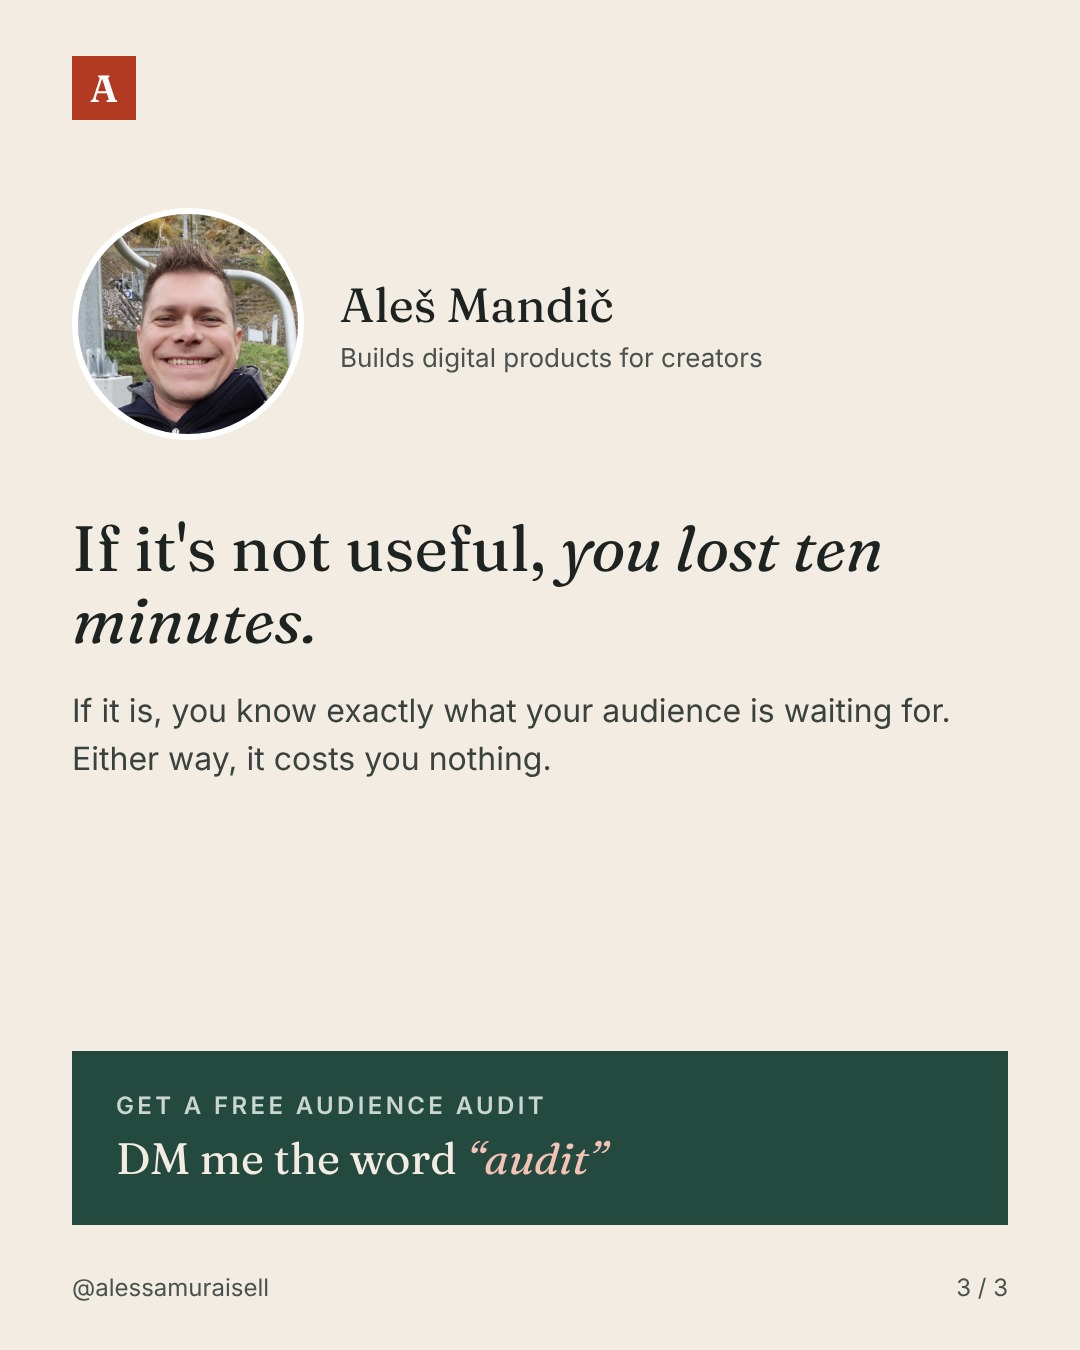 A
Aleš Mandič
Builds digital products for creators
If it's not useful, you lost ten
minutes.
If it is, you know exactly what your audience is waiting for.
Either way, it costs you nothing.
GET A FREE AUDIENCE AUDIT
DM me the word “audit”
@alessamuraisell
3 / 3